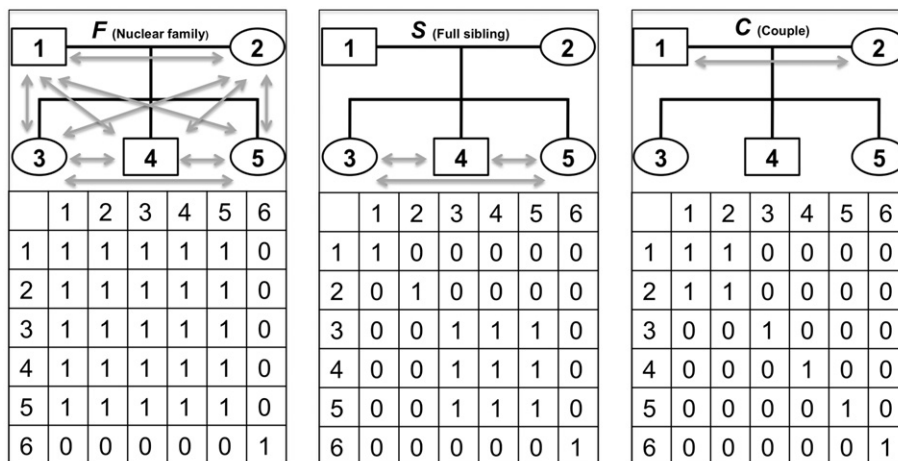 F (Nuclear family)
1 2
3 4 5
1 2 3 4 5 6
1 1 1 1 1 1 0
2 1 1 1 1 1 0
3 1 1 1 1 1 0
4 1 1 1 1 1 0
5 1 1 1 1 1 0
6 0 0 0 0 0 1
S (Full sibling)
1 2
3 4 5
1 2 3 4 5 6
1 1 0 0 0 0 0
2 0 1 0 0 0 0
3 0 0 1 1 1 0
4 0 0 1 1 1 0
5 0 0 1 1 1 0
6 0 0 0 0 0 1
C (Couple)
1 2
3 4 5
1 2 3 4 5 6
1 1 1 0 0 0 0
2 1 1 0 0 0 0
3 0 0 1 0 0 0
4 0 0 0 1 0 0
5 0 0 0 0 1 0
6 0 0 0 0 0 1